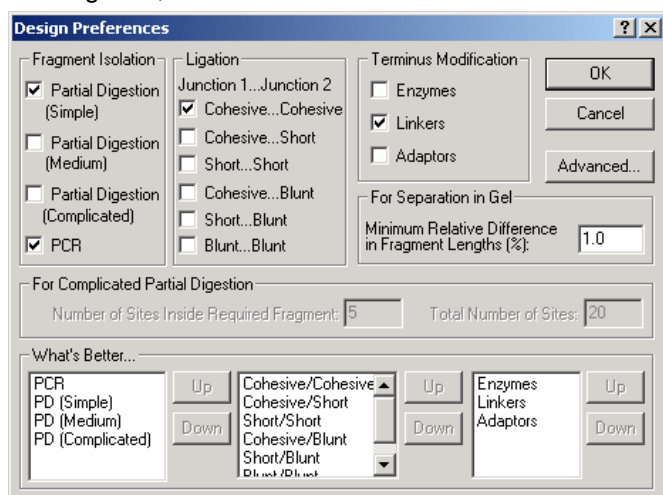 Design Preferences
Fragment Isolation
Partial Digestion
(Simple)
Partial Digestion
(Medium)
Partial Digestion
(Complicated)
PCR
Ligation
Junction 1...Junction 2
Cohesive...Cohesive
Cohesive...Short
Short...Short
Cohesive...Blunt
Short...Blunt
Blunt...Blunt
Terminus Modification
Enzymes
Linkers
Adaptors
OK
Cancel
Advanced...
For Separation in Gel
Minimum Relative Difference
in Fragment Lengths (%):
1.0
For Complicated Partial Digestion
Number of Sites Inside Required Fragment: 5
Total Number of Sites: 20
What's Better...
PCR
PD (Simple)
PD (Medium)
PD (Complicated)
Up
Down
Cohesive/Cohesive
Cohesive/Short
Short/Short
Cohesive/Blunt
Short/Blunt
Blunt/Blunt
Up
Down
Enzymes
Linkers
Adaptors
Up
Down